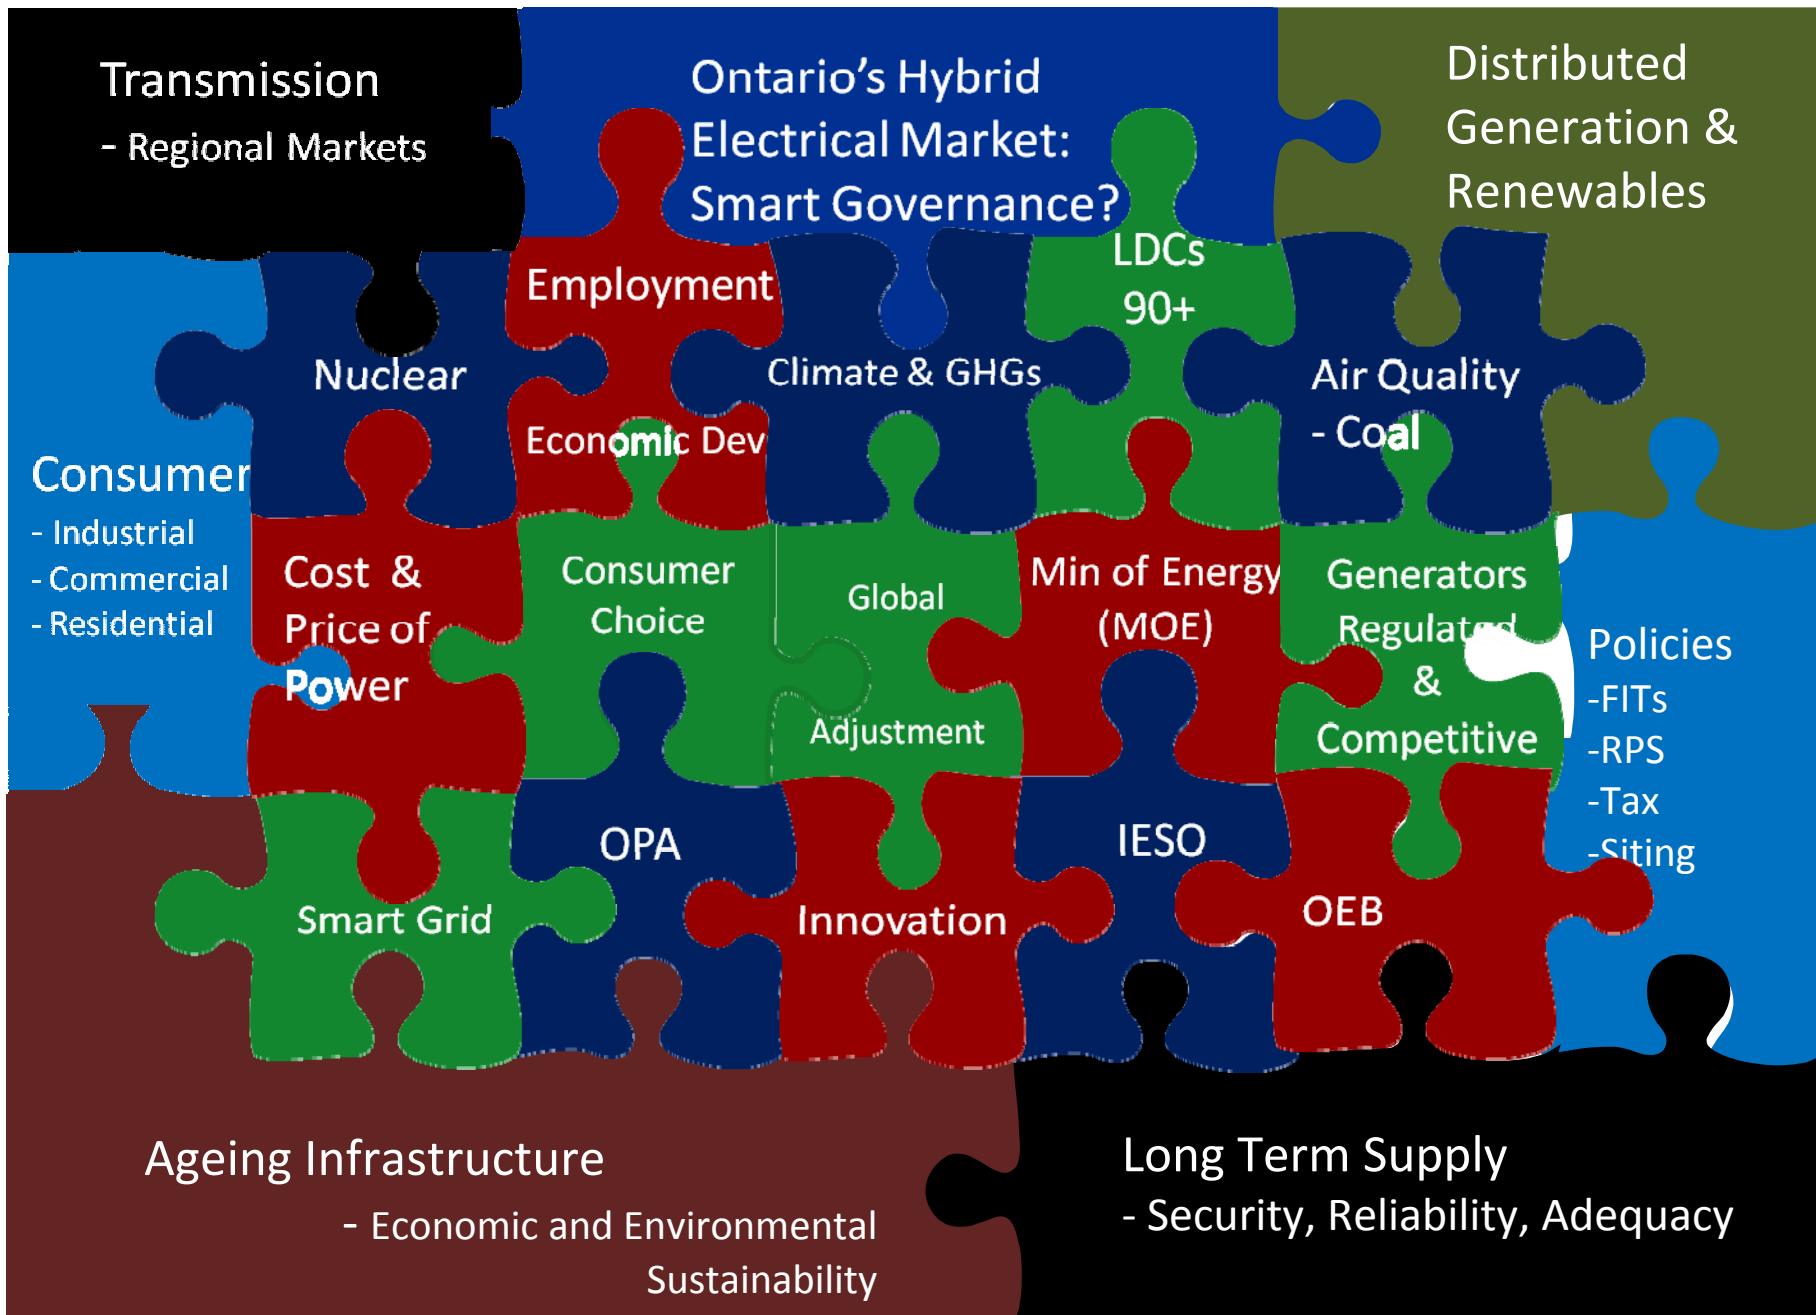 Transmission
- Regional Markets
Ontario’s Hybrid
Electrical Market:
Smart Governance?
Distributed
Generation &
Renewables
Employment
Economic Dev
LDCs
90+
Nuclear
Climate & GHGs
Air Quality
- Coal
Consumer
- Industrial
- Commercial
- Residential
Cost &
Price of
Power
Consumer
Choice
Global
Adjustment
Min of Energy
(MOE)
Generators
Regulated
&
Competitive
Policies
-FITs
-RPS
-Tax
-Siting
Smart Grid
OPA
Innovation
IESO
OEB
Ageing Infrastructure
- Economic and Environmental
Sustainability
Long Term Supply
- Security, Reliability, Adequacy